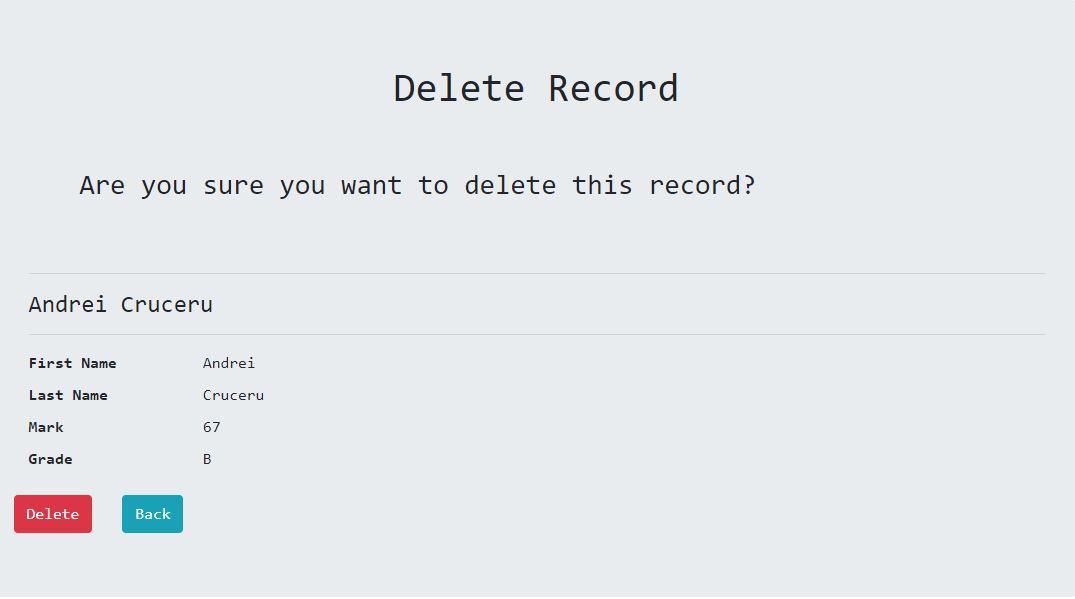 Delete Record
Are you sure you want to delete this record?
Andrei Cruceru
First Name Andrei
Last Name Cruceru
Mark 67
Grade B
Delete Back